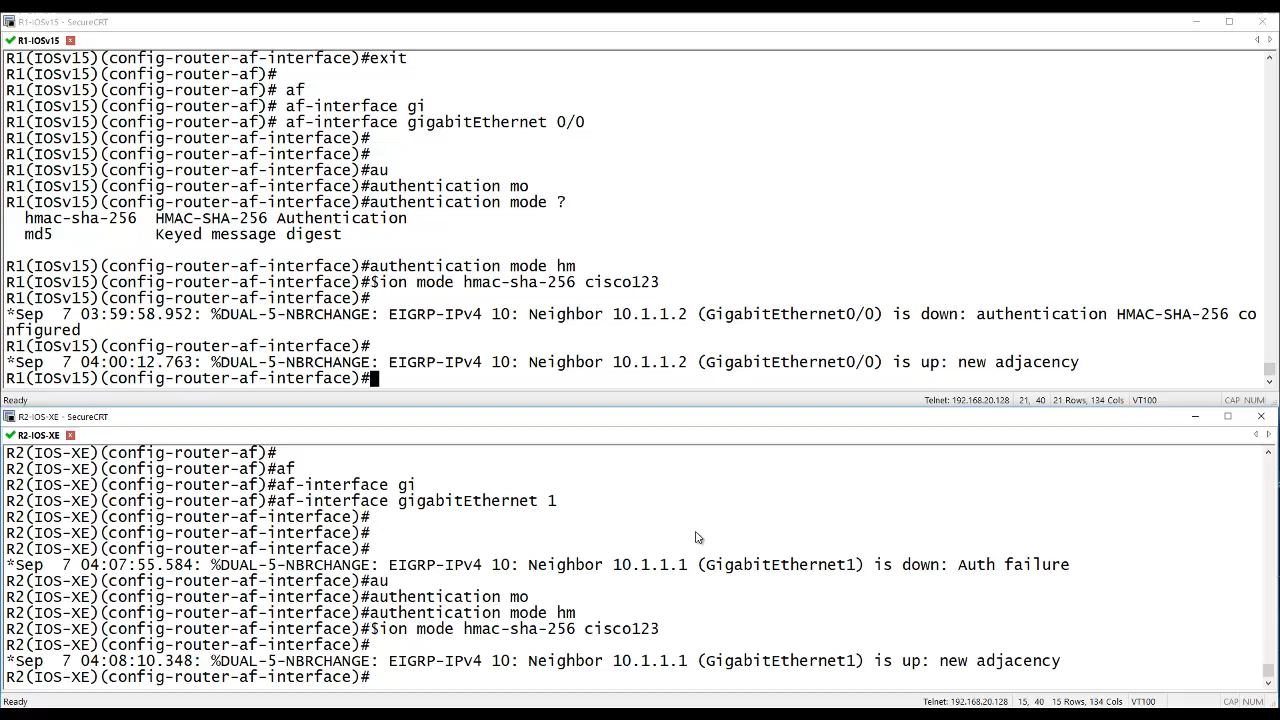 R1-IOSv15 - SecureCRT
R1-IOSv15
R1(IOSv15)(config-router-af-interface)#exit
R1(IOSv15)(config-router-af)#
R1(IOSv15)(config-router-af)# af
R1(IOSv15)(config-router-af)# af-interface gi
R1(IOSv15)(config-router-af)# af-interface gigabitEthernet 0/0
R1(IOSv15)(config-router-af-interface)#
R1(IOSv15)(config-router-af-interface)#
R1(IOSv15)(config-router-af-interface)#au
R1(IOSv15)(config-router-af-interface)#authentication mo
R1(IOSv15)(config-router-af-interface)#authentication mode ?
  hmac-sha-256  HMAC-SHA-256 Authentication
  md5           Keyed message digest
R1(IOSv15)(config-router-af-interface)#authentication mode hm
R1(IOSv15)(config-router-af-interface)#$ion mode hmac-sha-256 cisco123
R1(IOSv15)(config-router-af-interface)#
*Sep  7 03:59:58.952: %DUAL-5-NBRCHANGE: EIGRP-IPv4 10: Neighbor 10.1.1.2 (GigabitEthernet0/0) is down: authentication HMAC-SHA-256 co
nfigured
R1(IOSv15)(config-router-af-interface)#
*Sep  7 04:00:12.763: %DUAL-5-NBRCHANGE: EIGRP-IPv4 10: Neighbor 10.1.1.2 (GigabitEthernet0/0) is up: new adjacency
R1(IOSv15)(config-router-af-interface)#
Ready Telnet: 192.168.20.128 21, 40 21 Rows, 134 Cols VT100 CAP NUM
R2-IOS-XE - SecureCRT
R2-IOS-XE
R2(IOS-XE)(config-router-af)#
R2(IOS-XE)(config-router-af)#af
R2(IOS-XE)(config-router-af)#af-interface gi
R2(IOS-XE)(config-router-af)#af-interface gigabitEthernet 1
R2(IOS-XE)(config-router-af-interface)#
R2(IOS-XE)(config-router-af-interface)#
R2(IOS-XE)(config-router-af-interface)#
*Sep  7 04:07:55.584: %DUAL-5-NBRCHANGE: EIGRP-IPv4 10: Neighbor 10.1.1.1 (GigabitEthernet1) is down: Auth failure
R2(IOS-XE)(config-router-af-interface)#au
R2(IOS-XE)(config-router-af-interface)#authentication mo
R2(IOS-XE)(config-router-af-interface)#authentication mode hm
R2(IOS-XE)(config-router-af-interface)#$ion mode hmac-sha-256 cisco123
R2(IOS-XE)(config-router-af-interface)#
*Sep  7 04:08:10.348: %DUAL-5-NBRCHANGE: EIGRP-IPv4 10: Neighbor 10.1.1.1 (GigabitEthernet1) is up: new adjacency
R2(IOS-XE)(config-router-af-interface)#
Ready Telnet: 192.168.20.128 15, 40 15 Rows, 134 Cols VT100 CAP NUM